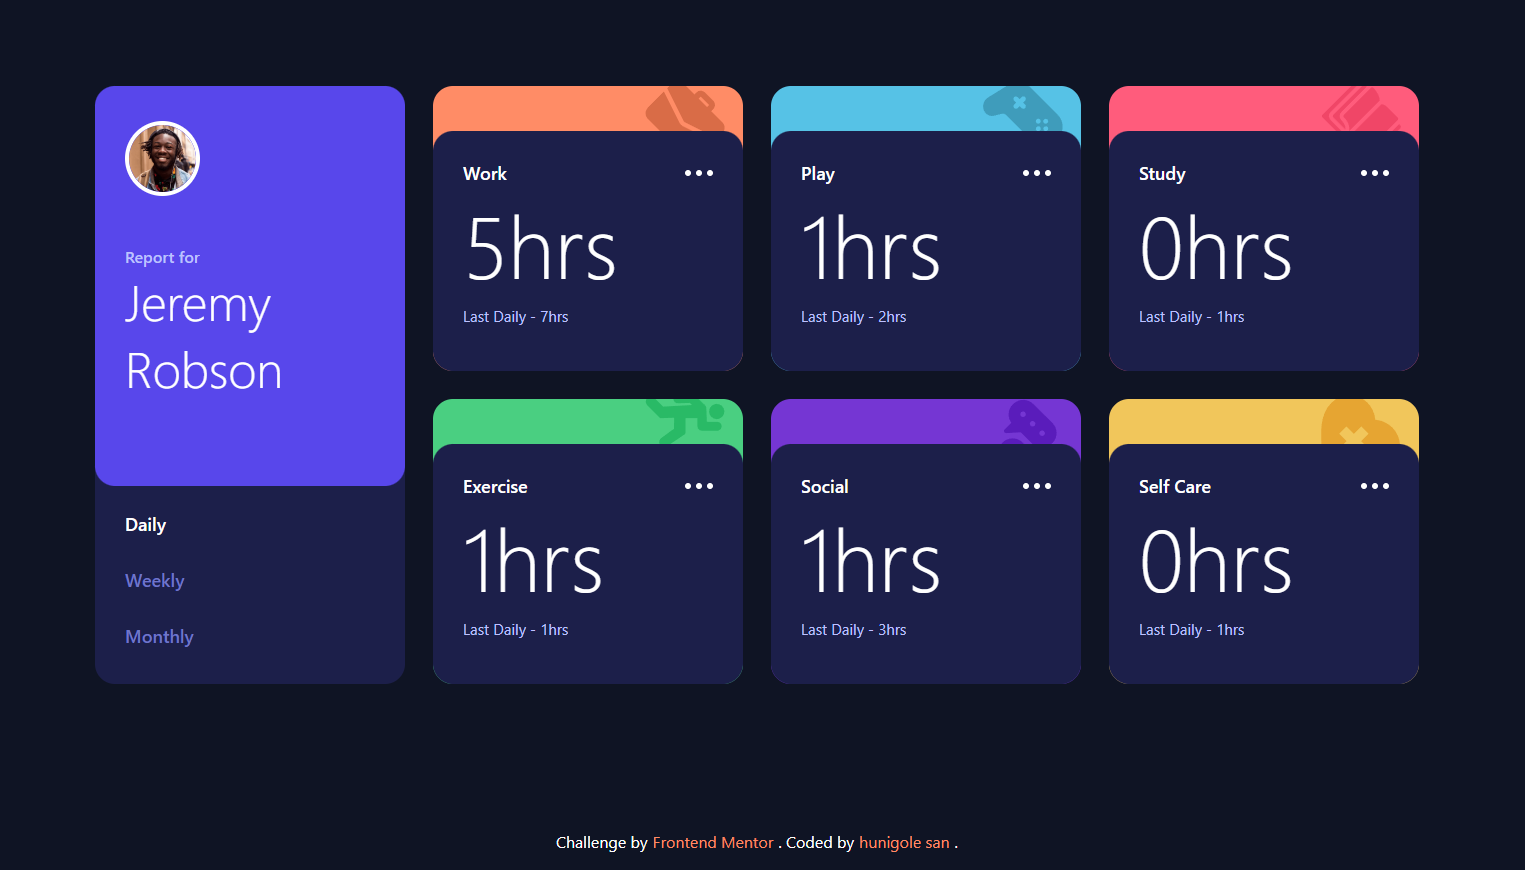 Report for
Jeremy
Robson
Daily
Weekly
Monthly
Work
5hrs
Last Daily - 7hrs
Play
1hrs
Last Daily - 2hrs
Study
0hrs
Last Daily - 1hrs
Exercise
1hrs
Last Daily - 1hrs
Social
1hrs
Last Daily - 3hrs
Self Care
0hrs
Last Daily - 1hrs
Challenge by Frontend Mentor . Coded by hunigole san .